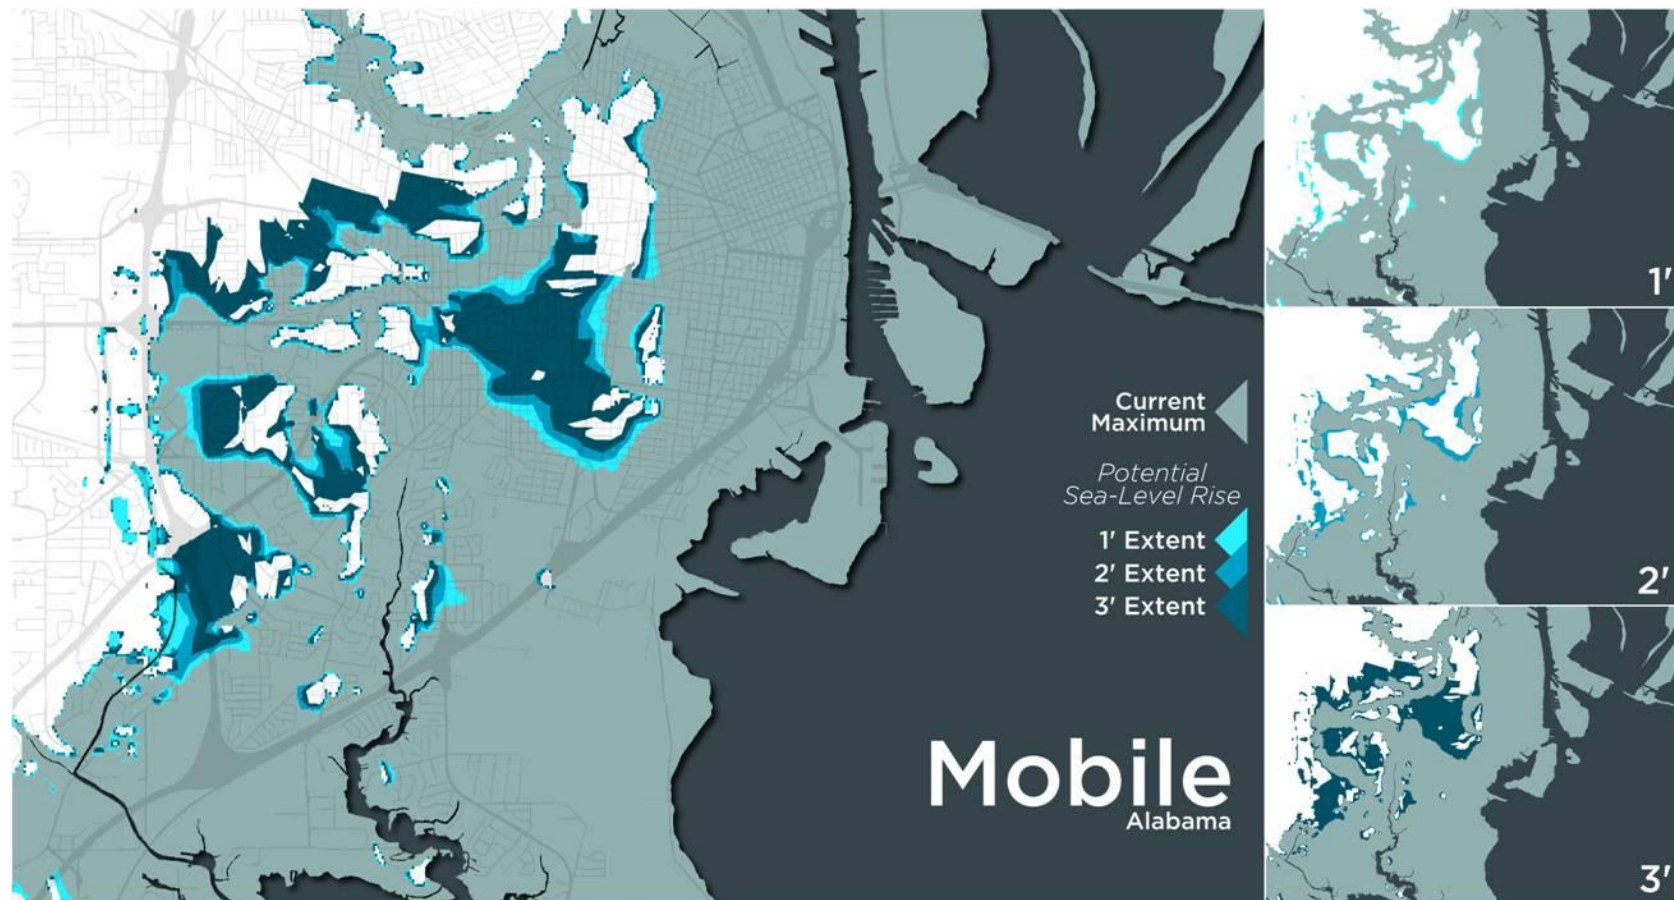 Current
Maximum
Potential
Sea-Level Rise
1' Extent
2' Extent
3' Extent
Mobile
Alabama
1'
2'
3'